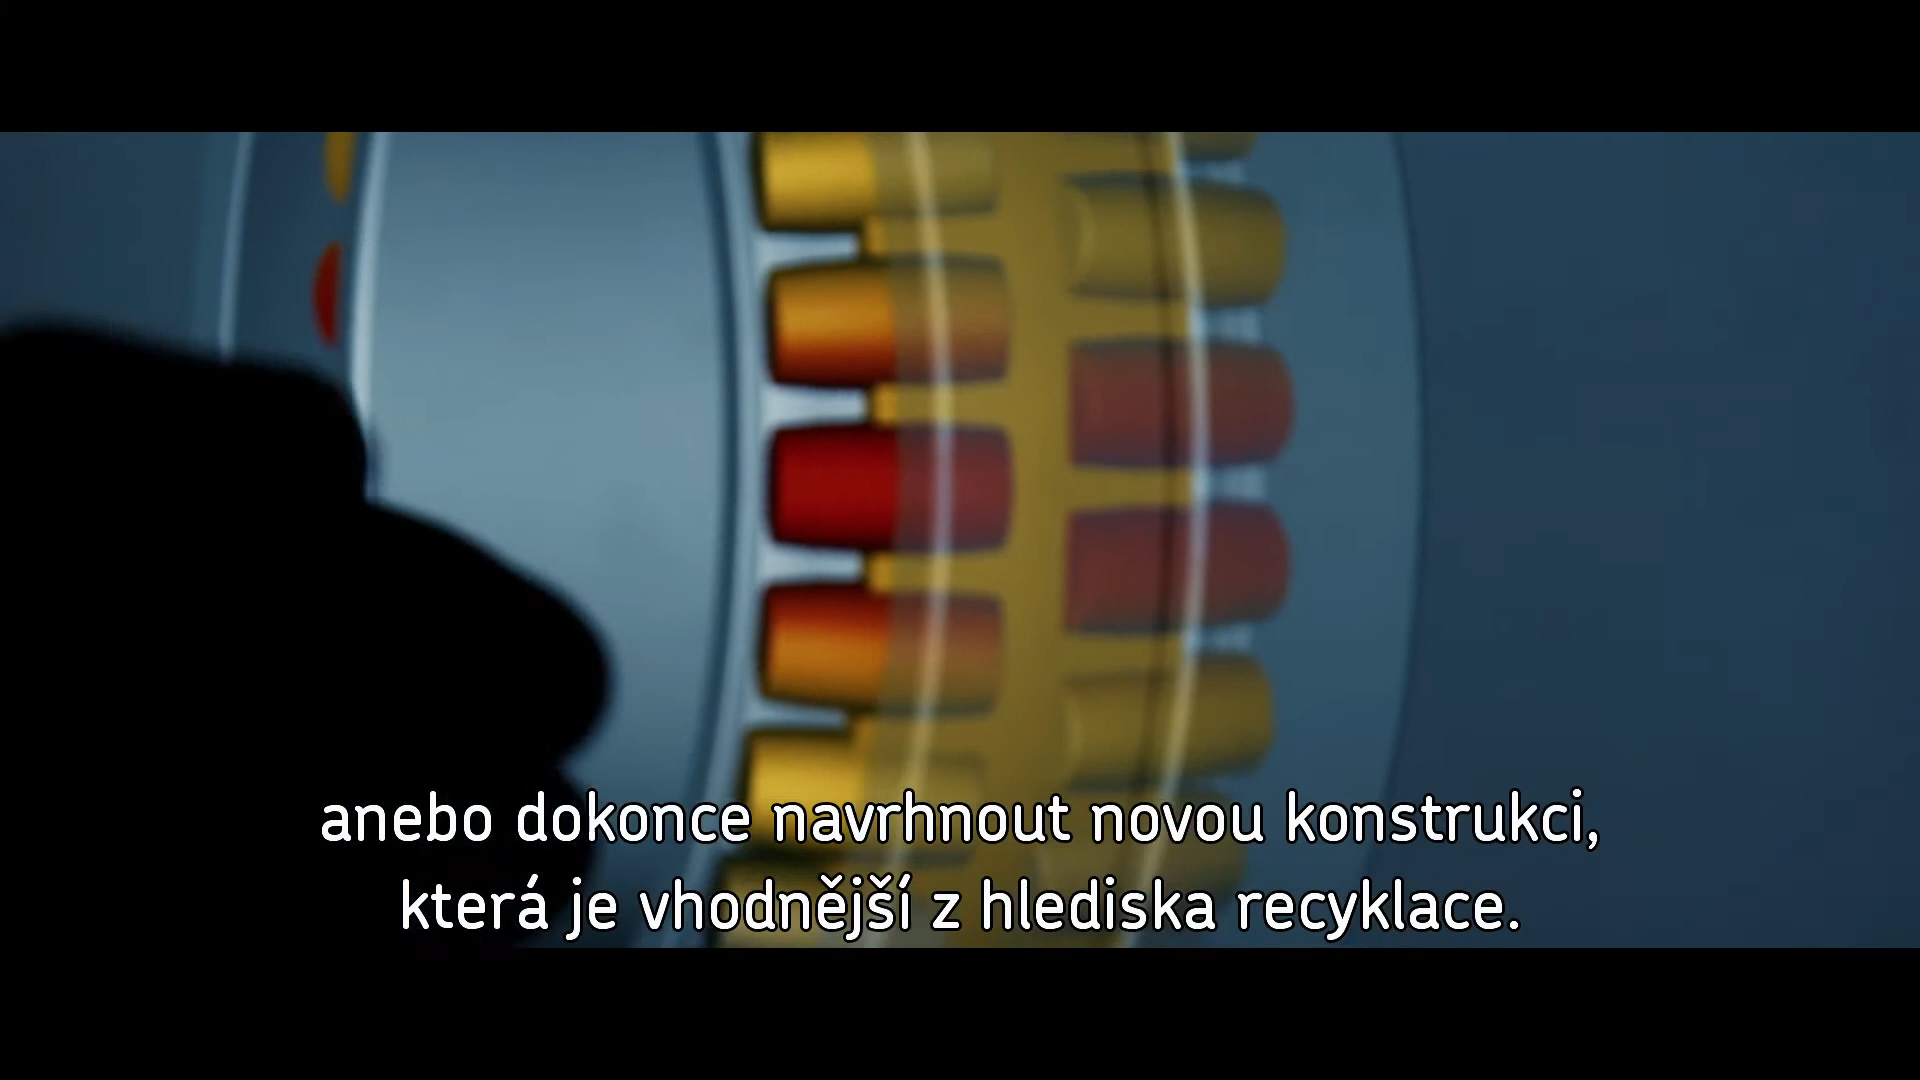 anebo dokonce navrhnout novou konstrukci,
která je vhodnější z hlediska recyklace.